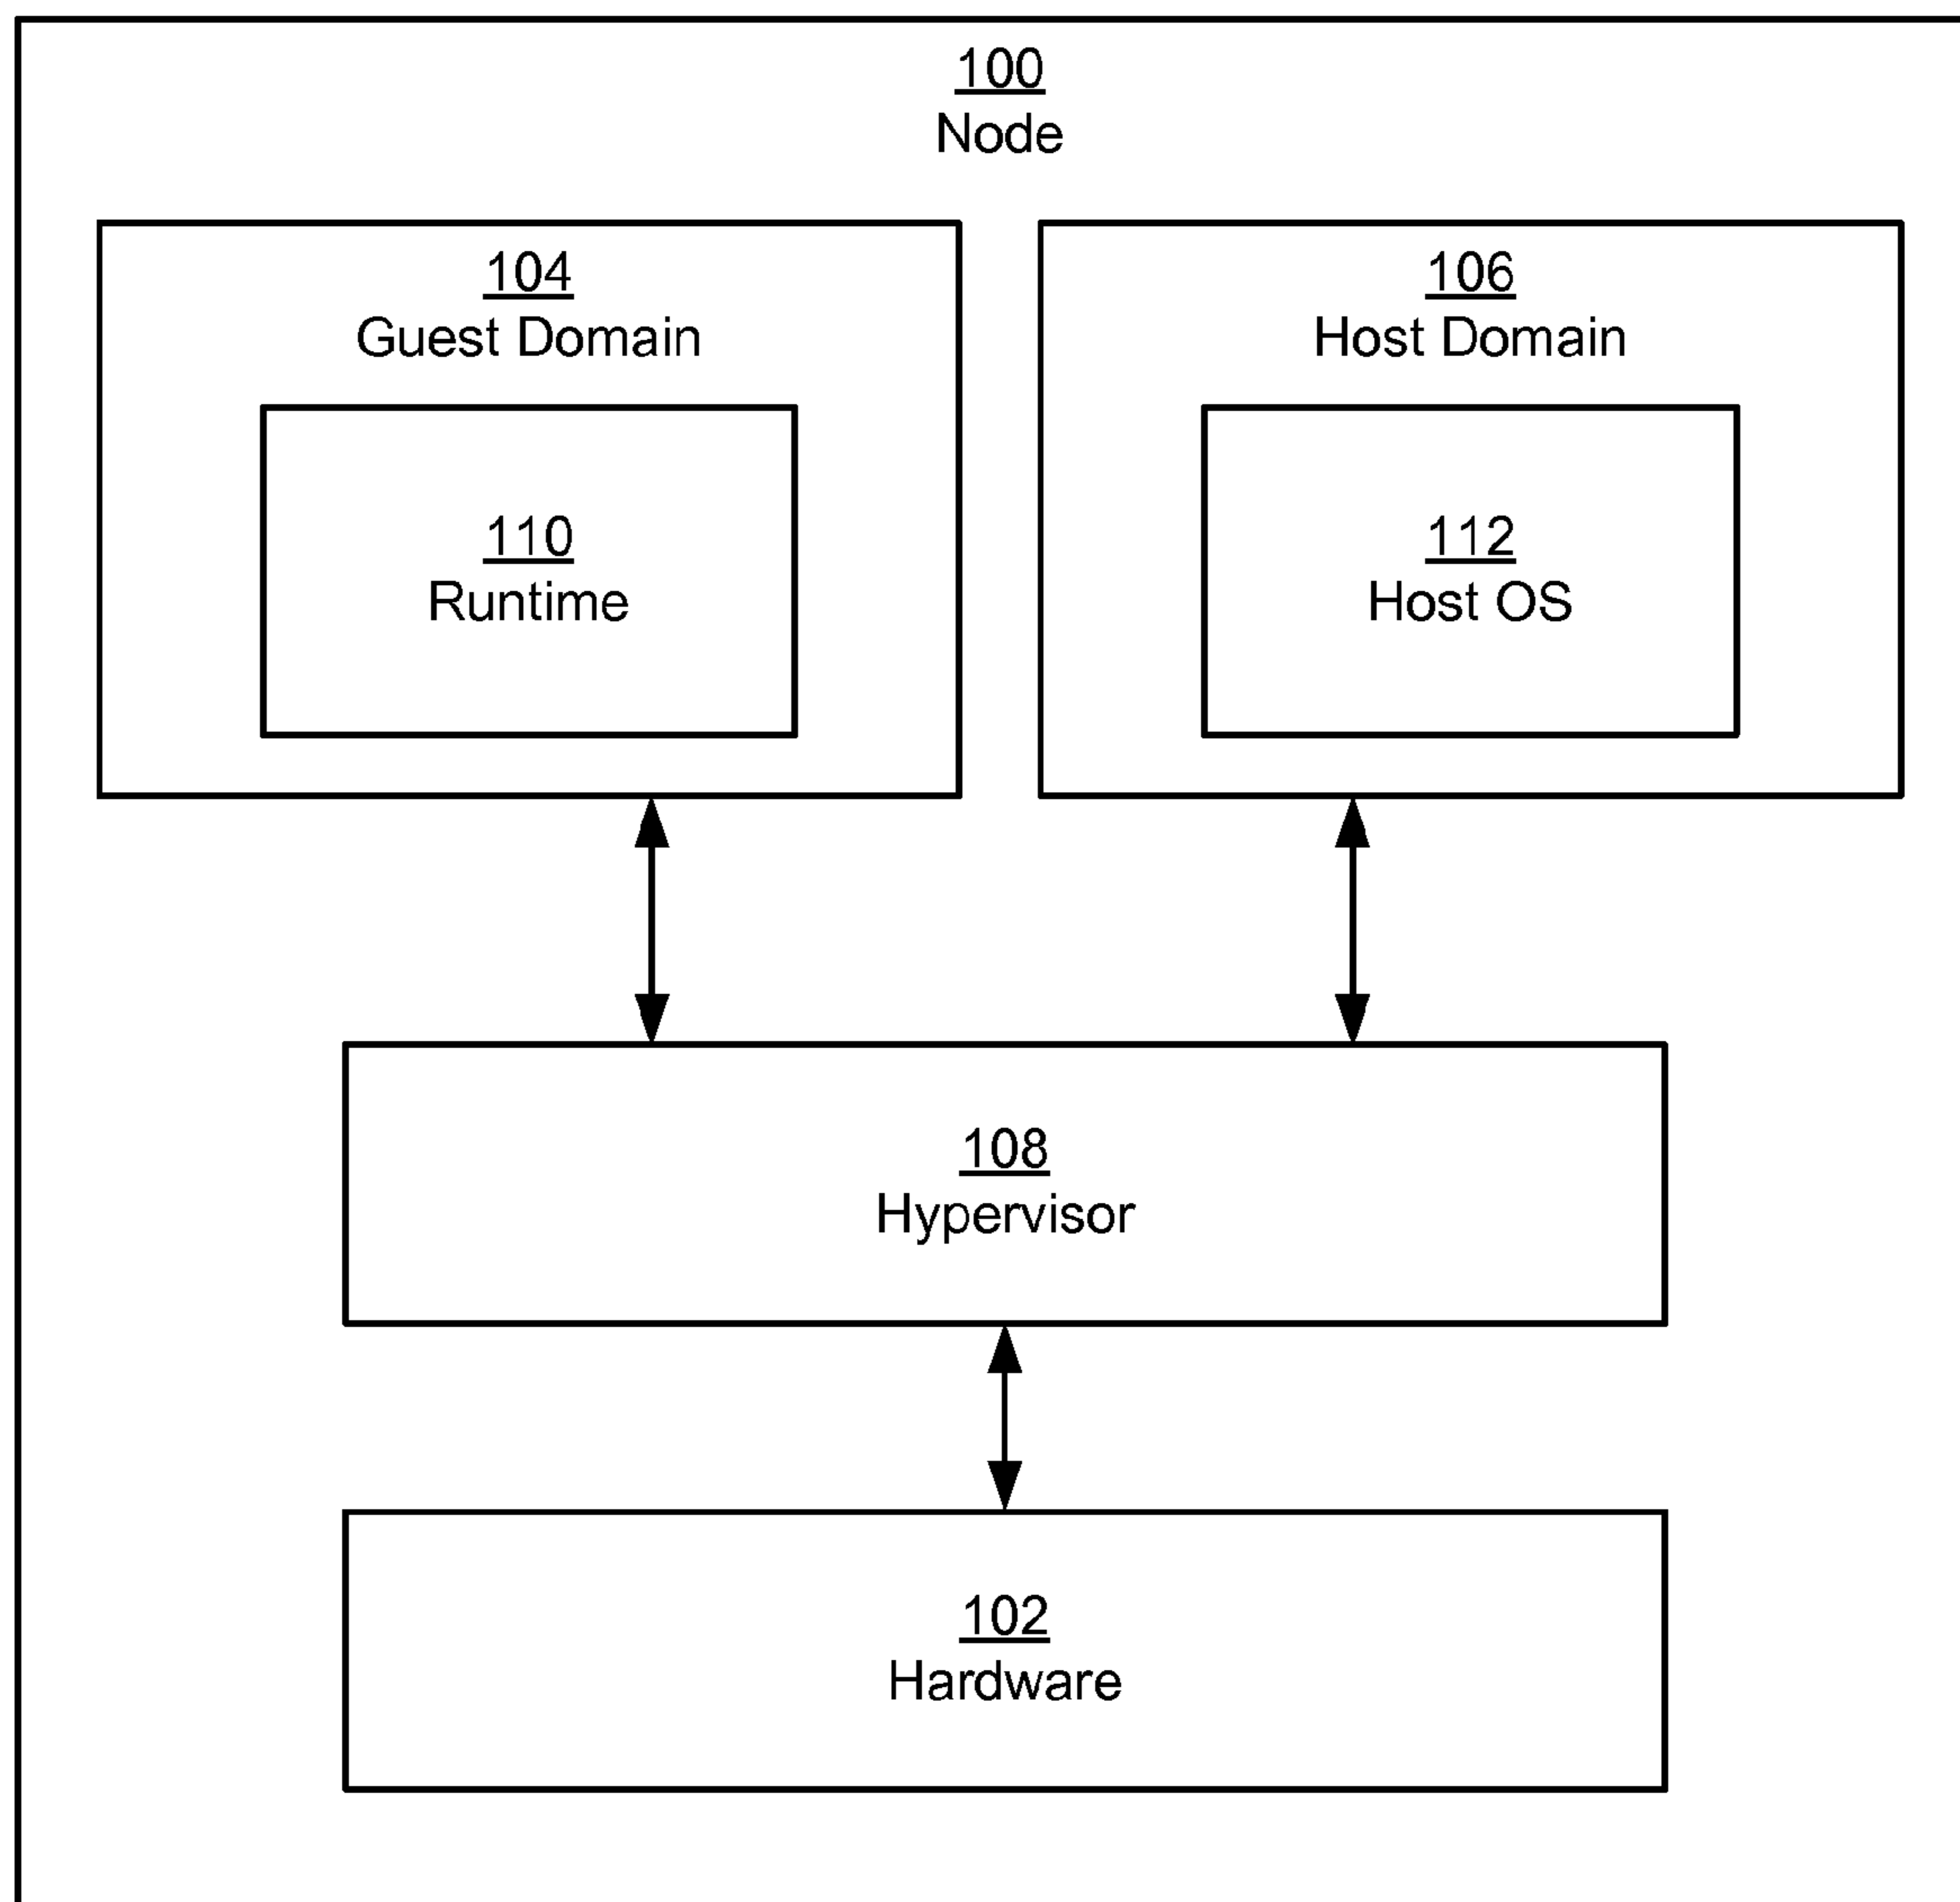 100
Node
104
Guest Domain
106
Host Domain
110
Runtime
112
Host OS
108
Hypervisor
102
Hardware